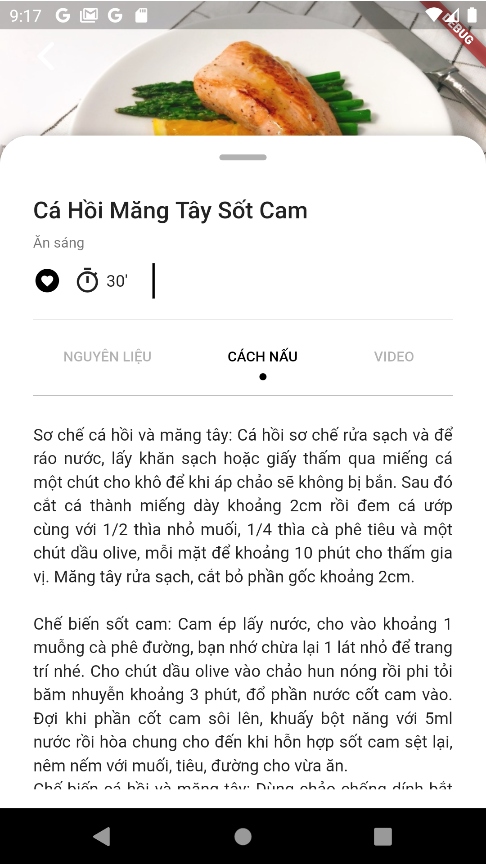 9:17
DEBUG
Cá Hồi Măng Tây Sốt Cam
Ăn sáng
30'
NGUYÊN LIỆU
CÁCH NẤU
VIDEO
Sơ chế cá hồi và măng tây: Cá hồi sơ chế rửa sạch và để
ráo nước, lấy khăn sạch hoặc giấy thấm qua miếng cá
một chút cho khô để khi áp chảo sẽ không bị bắn. Sau đó
cắt cá thành miếng dày khoảng 2cm rồi đem cá ướp
cùng với 1/2 thìa nhỏ muối, 1/4 thìa cà phê tiêu và một
chút dầu olive, mỗi mặt để khoảng 10 phút cho thấm gia
vị. Măng tây rửa sạch, cắt bỏ phần gốc khoảng 2cm.
Chế biến sốt cam: Cam ép lấy nước, cho vào khoảng 1
muỗng cà phê đường, bạn nhớ chừa lại 1 lát nhỏ để trang
trí nhé. Cho chút dầu olive vào chảo hun nóng rồi phi tỏi
băm nhuyễn khoảng 3 phút, đổ phần nước cốt cam vào.
Đợi khi phần cốt cam sôi lên, khuấy bột năng với 5ml
nước rồi hòa chung cho đến khi hỗn hợp sốt cam sệt lại,
nêm nếm với muối, tiêu, đường cho vừa ăn.
Chế biến cá hồi và măng tây: Dùng chảo chống dính bắt